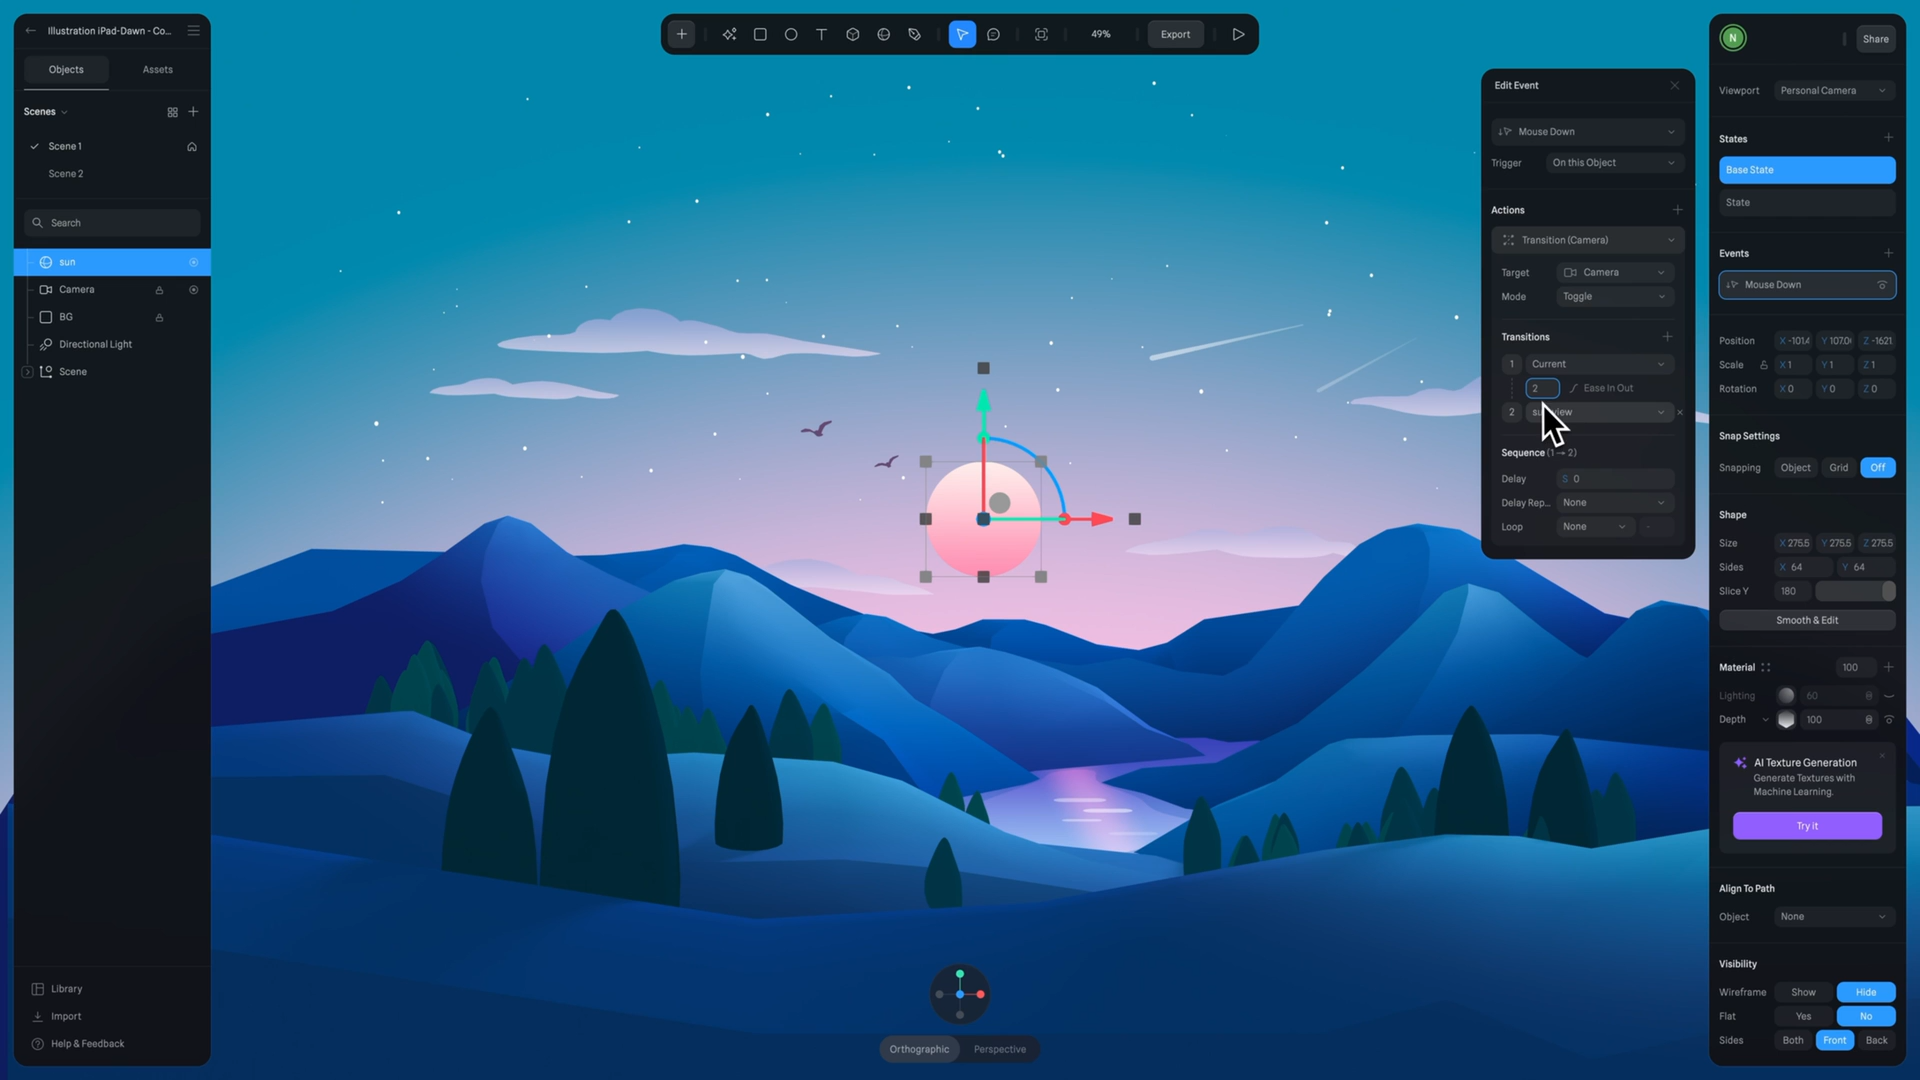 Illustration iPad-Dawn - Co...
Objects
Assets
Scenes
Scene 1
Scene 2
Search
sun
Camera
BG
Directional Light
Scene
Library
Import
Help & Feedback
49%
Export
Orthographic
Perspective
Edit Event
Mouse Down
Trigger
On this Object
Actions
Transition (Camera)
Target
Camera
Mode
Toggle
Transitions
1
Current
2
Ease In Out
2
Sequence (1 → 2)
Delay
S 0
Delay Rep...
None
Loop
None
-
N
Share
Viewport
Personal Camera
States
Base State
State
Events
Mouse Down
Position
X -101.4
Y 107.0
Z -1621.
Scale
X 1
Y 1
Z 1
Rotation
X 0
Y 0
Z 0
Snap Settings
Snapping
Object
Grid
Off
Shape
Size
X 275.5
Y 275.5
Z 275.5
Sides
X 64
Y 64
Slice Y
180
Smooth & Edit
Material
100
Lighting
60
Depth
100
AI Texture Generation
Generate Textures with
Machine Learning.
Try it
Align To Path
Object
None
Visibility
Wireframe
Show
Hide
Flat
Yes
No
Sides
Both
Front
Back